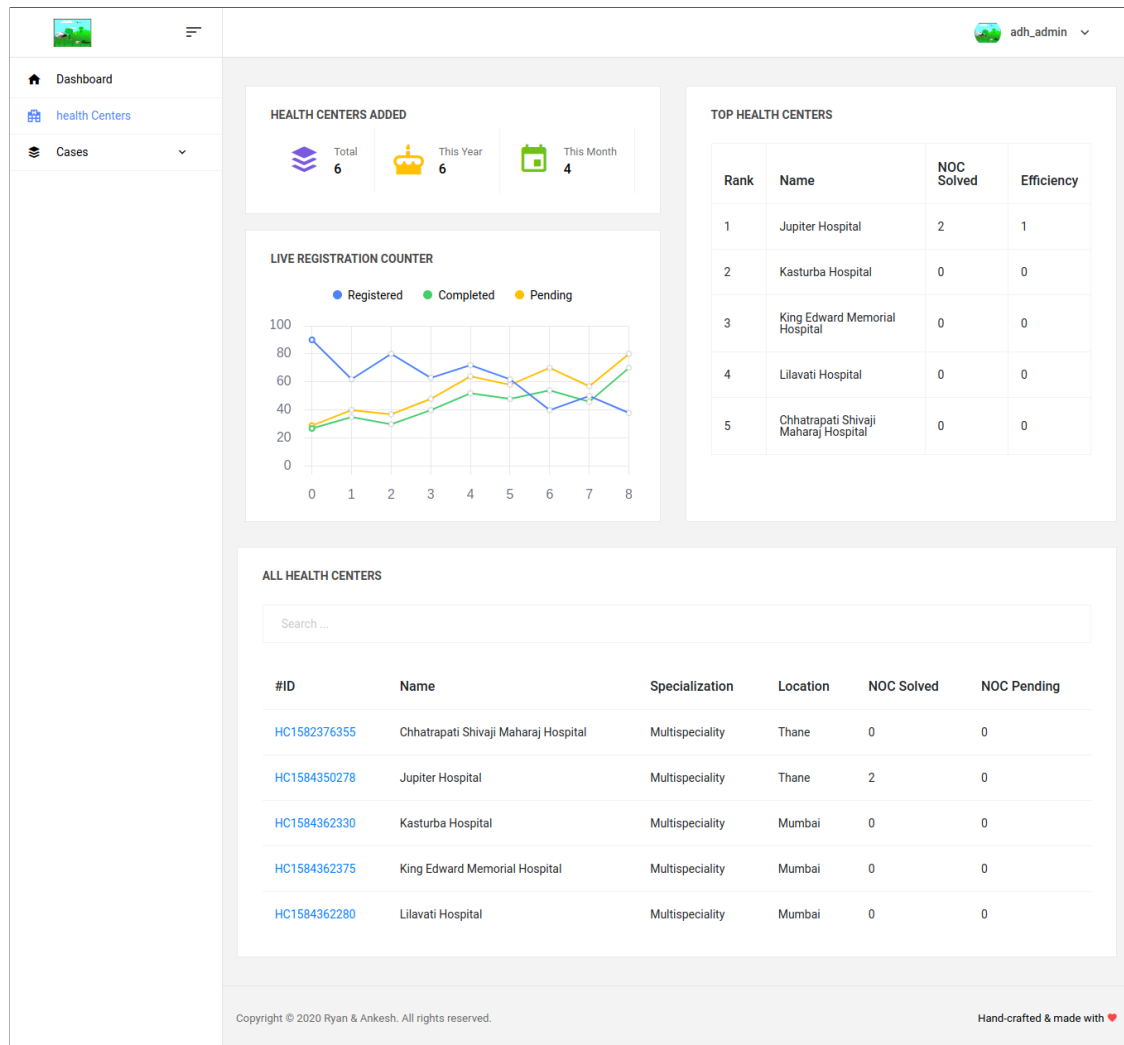 adh_admin
Dashboard
health Centers
Cases
HEALTH CENTERS ADDED
Total
6
This Year
6
This Month
4
LIVE REGISTRATION COUNTER
Registered Completed Pending
100
80
60
40
20
0
0 1 2 3 4 5 6 7 8
TOP HEALTH CENTERS
Rank Name NOC Solved Efficiency
1 Jupiter Hospital 2 1
2 Kasturba Hospital 0 0
3 King Edward Memorial Hospital 0 0
4 Lilavati Hospital 0 0
5 Chhatrapati Shivaji Maharaj Hospital 0 0
ALL HEALTH CENTERS
Search ...
#ID Name Specialization Location NOC Solved NOC Pending
HC1582376355 Chhatrapati Shivaji Maharaj Hospital Multispeciality Thane 0 0
HC1584350278 Jupiter Hospital Multispeciality Thane 2 0
HC1584362330 Kasturba Hospital Multispeciality Mumbai 0 0
HC1584362375 King Edward Memorial Hospital Multispeciality Mumbai 0 0
HC1584362280 Lilavati Hospital Multispeciality Mumbai 0 0
Copyright © 2020 Ryan & Ankesh. All rights reserved.
Hand-crafted & made with